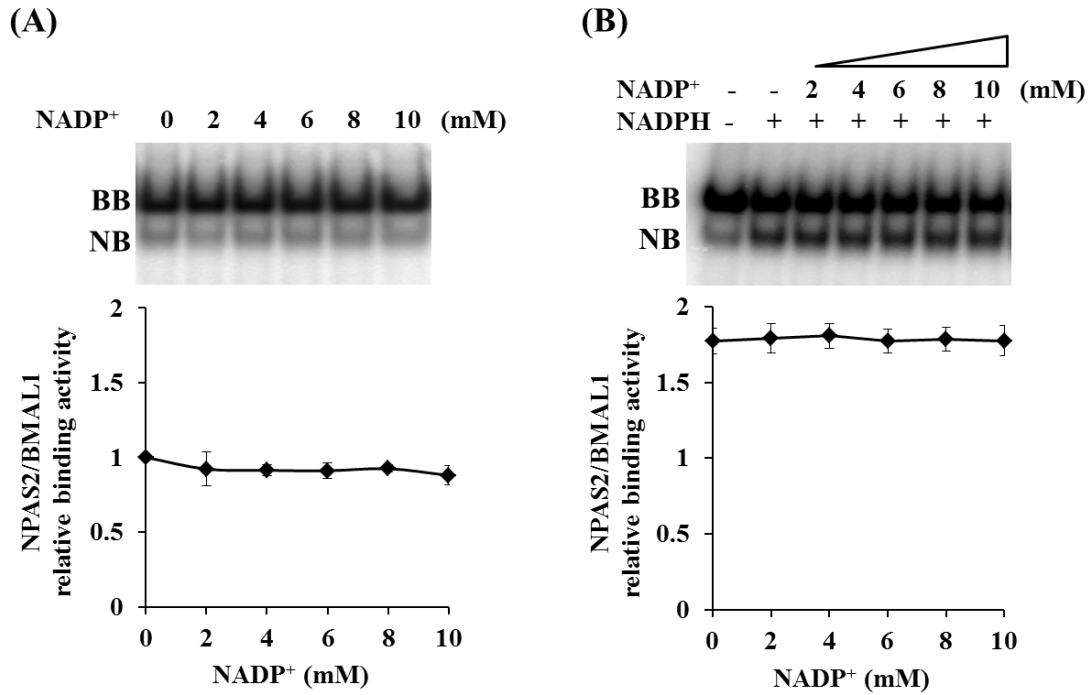 (A)
NADP⁺ 0 2 4 6 8 10 (mM)
BB
NB
2
1.5
1
0.5
0
NPAS2/BMAL1
relative binding activity
0 2 4 6 8 10
NADP⁺ (mM)
(B)
NADP⁺ - - 2 4 6 8 10 (mM)
NADPH - + + + + + +
BB
NB
2
1.5
1
0.5
0
NPAS2/BMAL1
relative binding activity
0 2 4 6 8 10
NADP⁺ (mM)